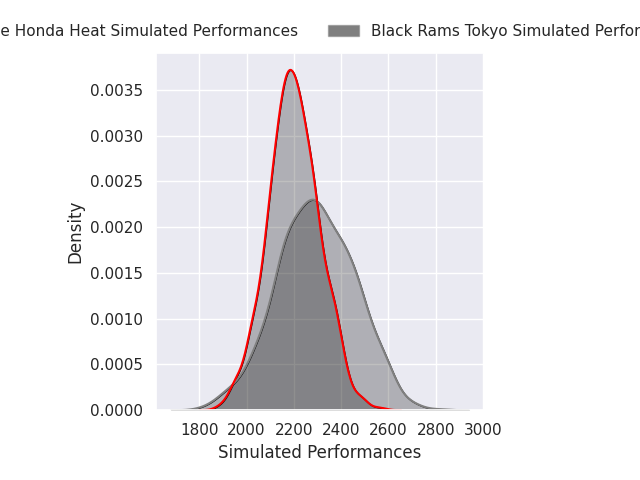 e Honda Heat Simulated Performances
Black Rams Tokyo Simulated Perfor
0.0035
0.0030
0.0025
0.0020
0.0015
0.0010
0.0005
0.0000
Density
1800 2000 2200 2400 2600 2800 3000
Simulated Performances